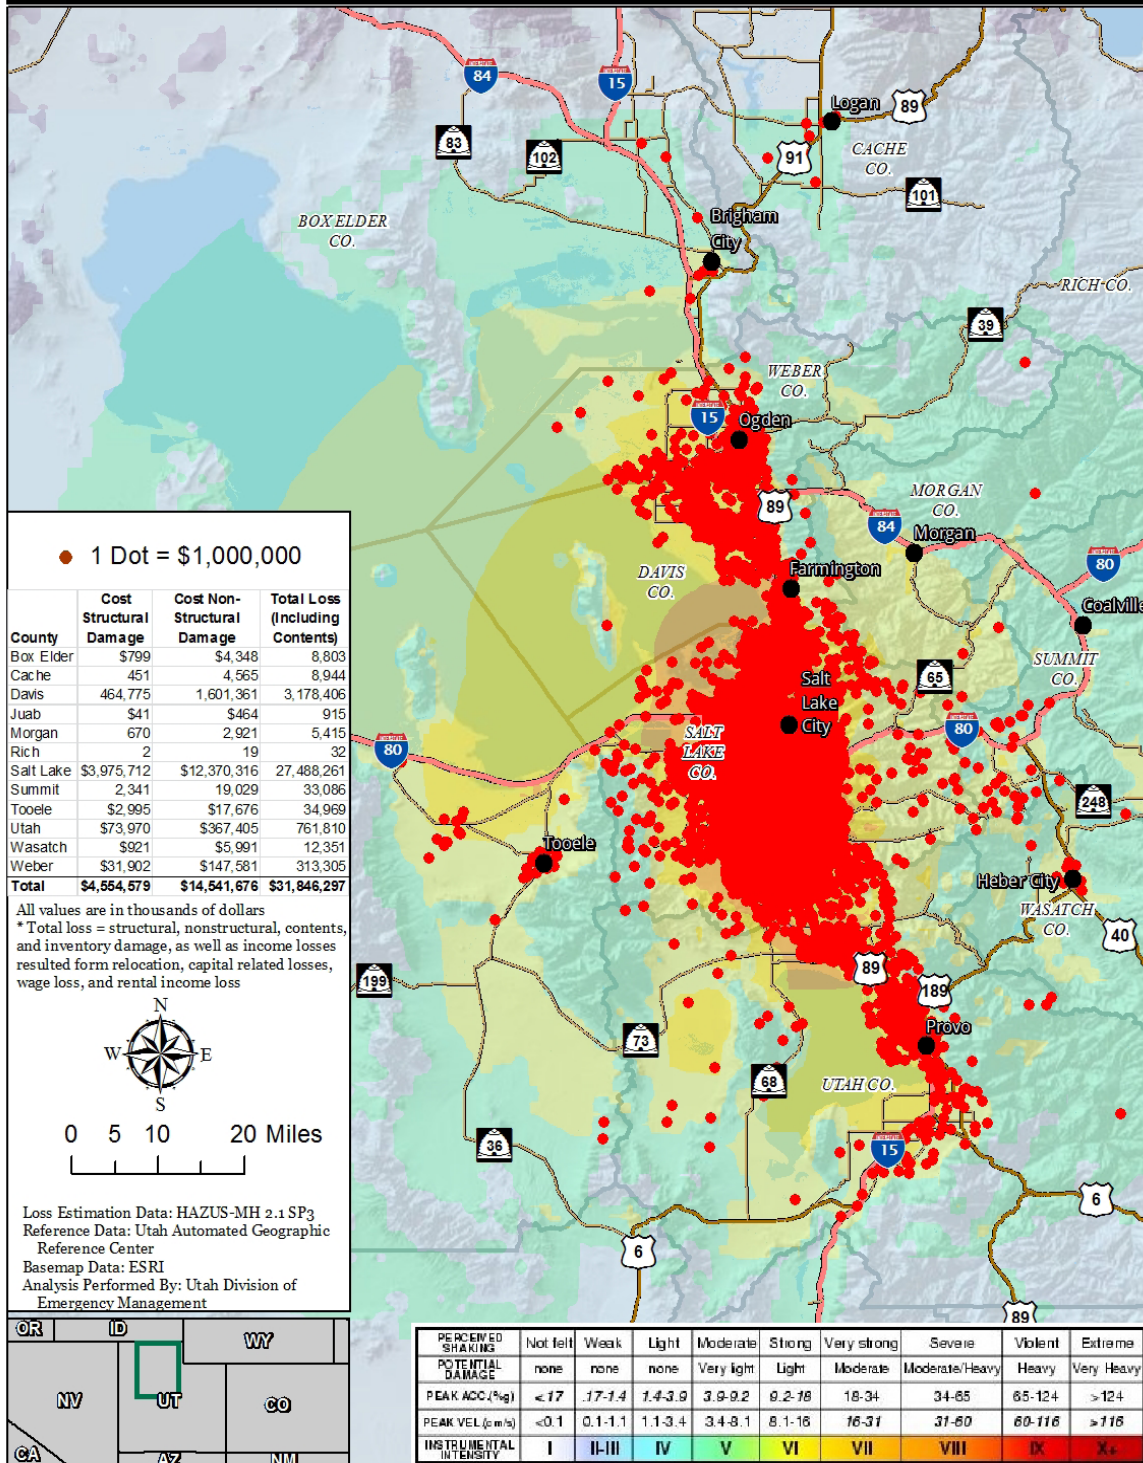 84
15
Logan
89
83
102
91
CACHE
CO.
101
BOX ELDER
CO.
Brigham
City
RICH CO.
39
WEBER
CO.
15
Ogden
89
MORGAN
CO.
84
Morgan
80
DAVIS
CO.
Farmington
Coalville
SUMMIT
CO.
65
Salt
Lake
City
SALT
LAKE
CO.
80
80
248
Tooele
Heber City
WASATCH
CO.
40
89
199
189
Provo
73
68
UTAH CO.
36
15
6
6
89
1 Dot = $1,000,000
County Cost Structural Damage Cost Non-Structural Damage Total Loss (Including Contents)
Box Elder $799 $4,348 8,803
Cache 451 4,565 8,944
Davis 464,775 1,601,361 3,178,406
Juab $41 $464 915
Morgan 670 2,921 5,415
Rich 2 19 32
Salt Lake $3,975,712 $12,370,316 27,488,261
Summit 2,341 19,029 33,086
Tooele $2,995 $17,676 34,969
Utah $73,970 $367,405 761,810
Wasatch $921 $5,991 12,351
Weber $31,902 $147,581 313,305
Total $4,554,579 $14,541,676 $31,846,297
All values are in thousands of dollars
* Total loss = structural, nonstructural, contents,
and inventory damage, as well as income losses
resulted form relocation, capital related losses,
wage loss, and rental income loss
N
W E
S
0 5 10 20 Miles
Loss Estimation Data: HAZUS-MH 2.1 SP3
Reference Data: Utah Automated Geographic
Reference Center
Basemap Data: ESRI
Analysis Performed By: Utah Division of
Emergency Management
OR ID WY
NV UT CO
CA AZ NM
PERCEIVED SHAKING Not felt Weak Light Moderate Strong Very strong Severe Violent Extreme
POTENTIAL DAMAGE none none none Very light Light Moderate Moderate/Heavy Heavy Very Heavy
PEAK ACC.(%g) <.17 .17-1.4 1.4-3.9 3.9-9.2 9.2-18 18-34 34-65 65-124 >124
PEAK VEL.(cm/s) <0.1 0.1-1.1 1.1-3.4 3.4-8.1 8.1-16 16-31 31-60 60-116 >116
INSTRUMENTAL INTENSITY I II-III IV V VI VII VIII IX X+